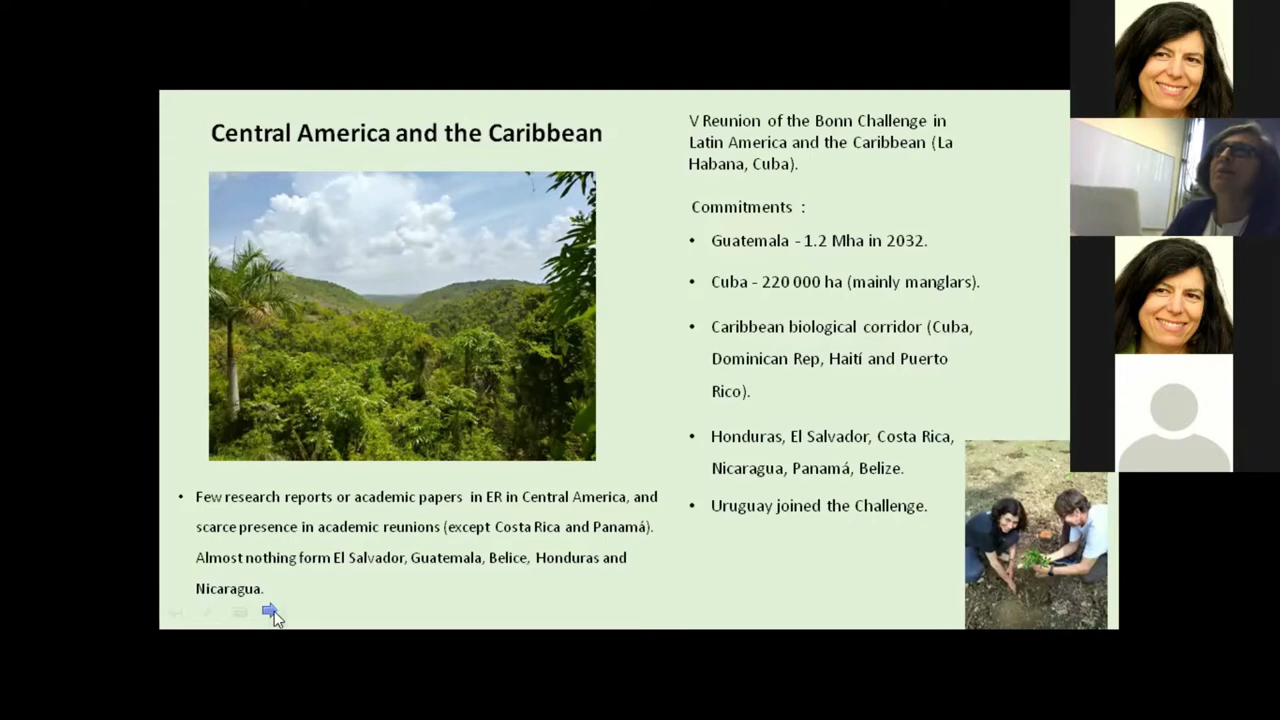 Central America and the Caribbean
Few research reports or academic papers in ER in Central America, and
scarce presence in academic reunions (except Costa Rica and Panamá).
Almost nothing form El Salvador, Guatemala, Belice, Honduras and
Nicaragua.
V Reunion of the Bonn Challenge in
Latin America and the Caribbean (La
Habana, Cuba).
Commitments :
Guatemala - 1.2 Mha in 2032.
Cuba - 220 000 ha (mainly manglars).
Caribbean biological corridor (Cuba,
Dominican Rep, Haití and Puerto
Rico).
Honduras, El Salvador, Costa Rica,
Nicaragua, Panamá, Belize.
Uruguay joined the Challenge.